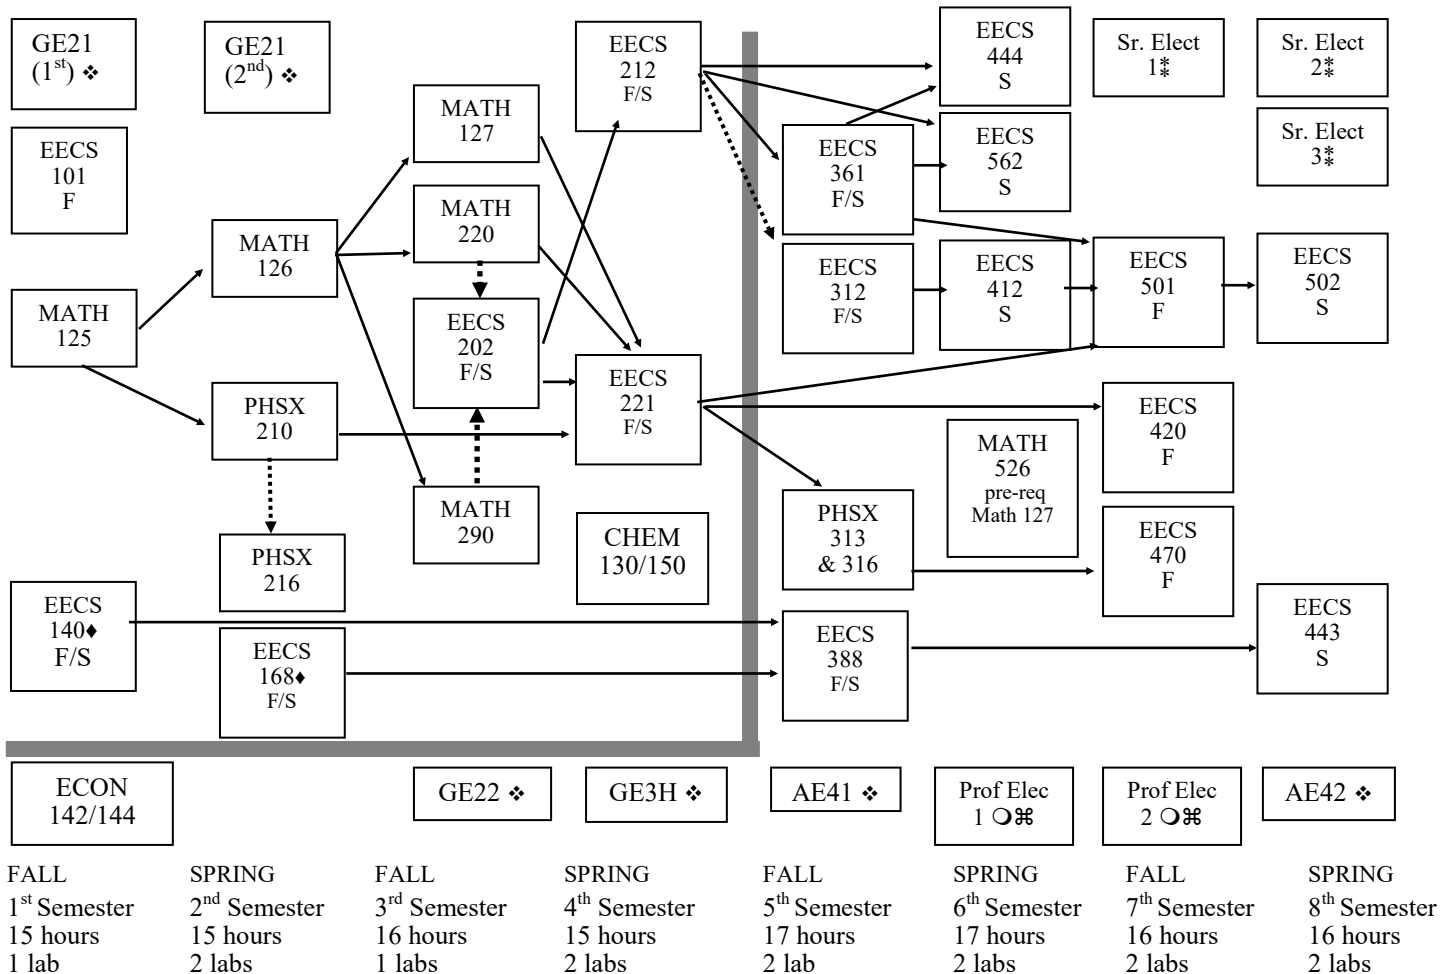 GE21
(1st) ❖
EECS
101
F
MATH
125
EECS
140♦
F/S
ECON
142/144
GE21
(2nd) ❖
MATH
126
PHSX
210
PHSX
216
EECS
168♦
F/S
MATH
127
MATH
220
EECS
202
F/S
MATH
290
GE22 ❖
EECS
212
F/S
EECS
221
F/S
CHEM
130/150
GE3H ❖
EECS
361
F/S
EECS
312
F/S
PHSX
313
& 316
EECS
388
F/S
AE41 ❖
EECS
444
S
EECS
562
S
EECS
412
S
MATH
526
pre-req
Math 127
Prof Elec
1 ❍⌘
Sr. Elect
1⁑
EECS
501
F
EECS
420
F
EECS
470
F
Prof Elec
2 ❍⌘
Sr. Elect
2⁑
Sr. Elect
3⁑
EECS
502
S
EECS
443
S
AE42 ❖
FALL
1st Semester
15 hours
1 lab
SPRING
2nd Semester
15 hours
2 labs
FALL
3rd Semester
16 hours
1 labs
SPRING
4th Semester
15 hours
2 labs
FALL
5th Semester
17 hours
2 lab
SPRING
6th Semester
17 hours
2 labs
FALL
7th Semester
16 hours
2 labs
SPRING
8th Semester
16 hours
2 labs